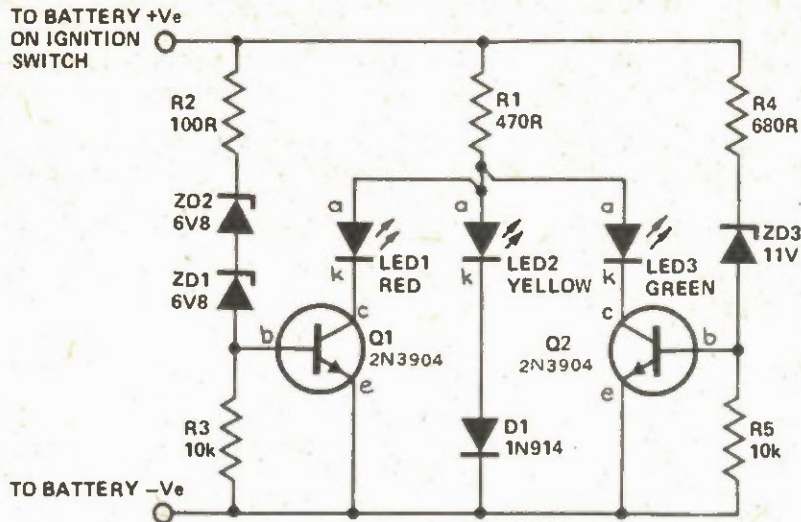 TO BATTERY +Ve
ON IGNITION
SWITCH
R2
100R
R1
470R
R4
680R
ZD2
6V8
ZD1
6V8
a
a
a
ZD3
11V
LED1
RED
LED2
YELLOW
LED3
GREEN
k
k
k
c
c
b
Q1
2N3904
Q2
2N3904
b
e
e
R3
10k
D1
1N914
R5
10k
TO BATTERY –Ve